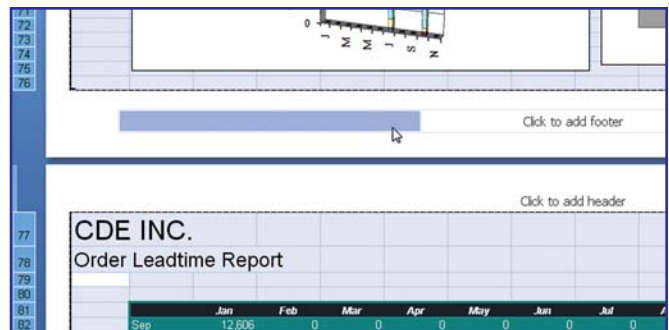 71
72
73
74
75
76
0
J M M J S N
Click to add footer
Click to add header
77 CDE INC.
78 Order Leadtime Report
79
80
81 Jan Feb Mar Apr May Jun Jul
82 Sep 12,606 0 0 0 0 0 0